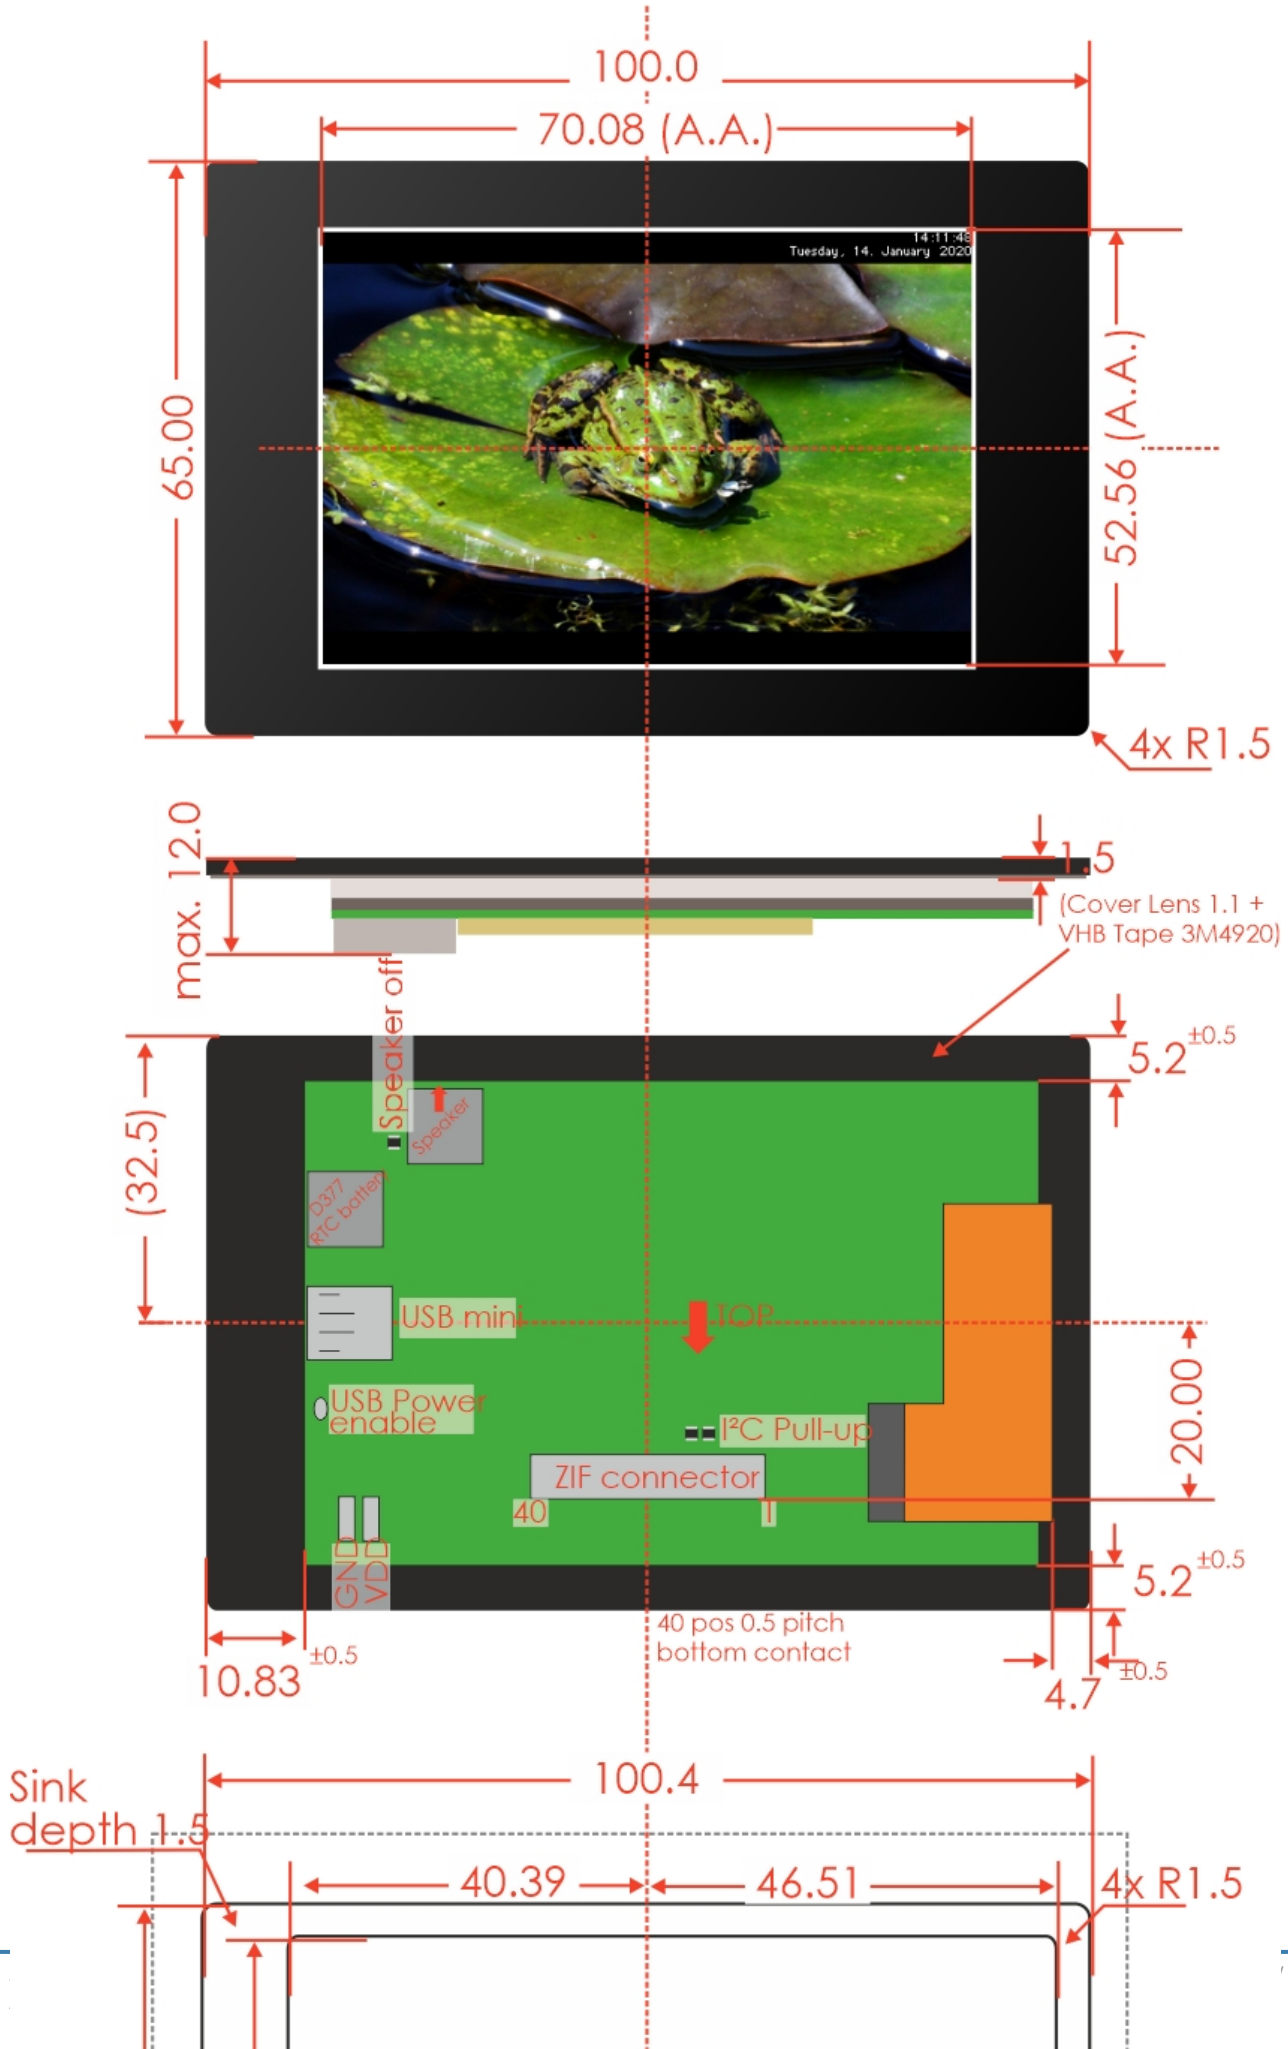 100.0
70.08 (A.A.)
14:11:48
Tuesday, 14. January 2020
65.00
52.56 (A.A.)
4x R1.5
max. 12.0
1.5
(Cover Lens 1.1 +
VHB Tape 3M4920)
Speaker off
5.2 ±0.5
(32.5)
Speaker
D377
RTC battery
USB mini
TOP
USB Power
enable
I²C Pull-up
20.00
ZIF connector
40
1
GND
VDD
5.2 ±0.5
40 pos 0.5 pitch
bottom contact
10.83 ±0.5
4.7 ±0.5
100.4
Sink
depth 1.5
40.39
46.51
4x R1.5